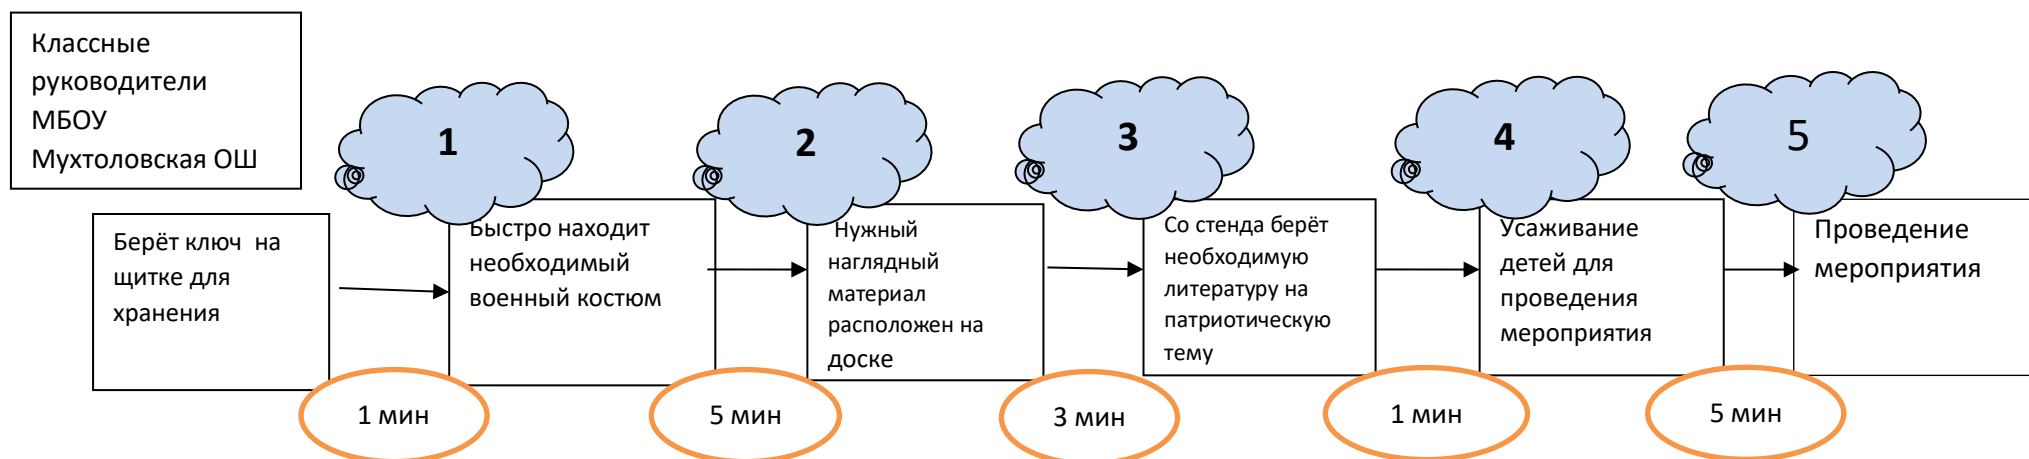 Классные
руководители
МБОУ
Мухтоловская ОШ
1
2
3
4
5
Берёт ключ на
щитке для
хранения
Быстро находит
необходимый
военный костюм
Нужный
наглядный
материал
расположен на
доске
Со стенда берёт
необходимую
литературу на
патриотическую
тему
Усаживание
детей для
проведения
мероприятия
Проведение
мероприятия
1 мин
5 мин
3 мин
1 мин
5 мин